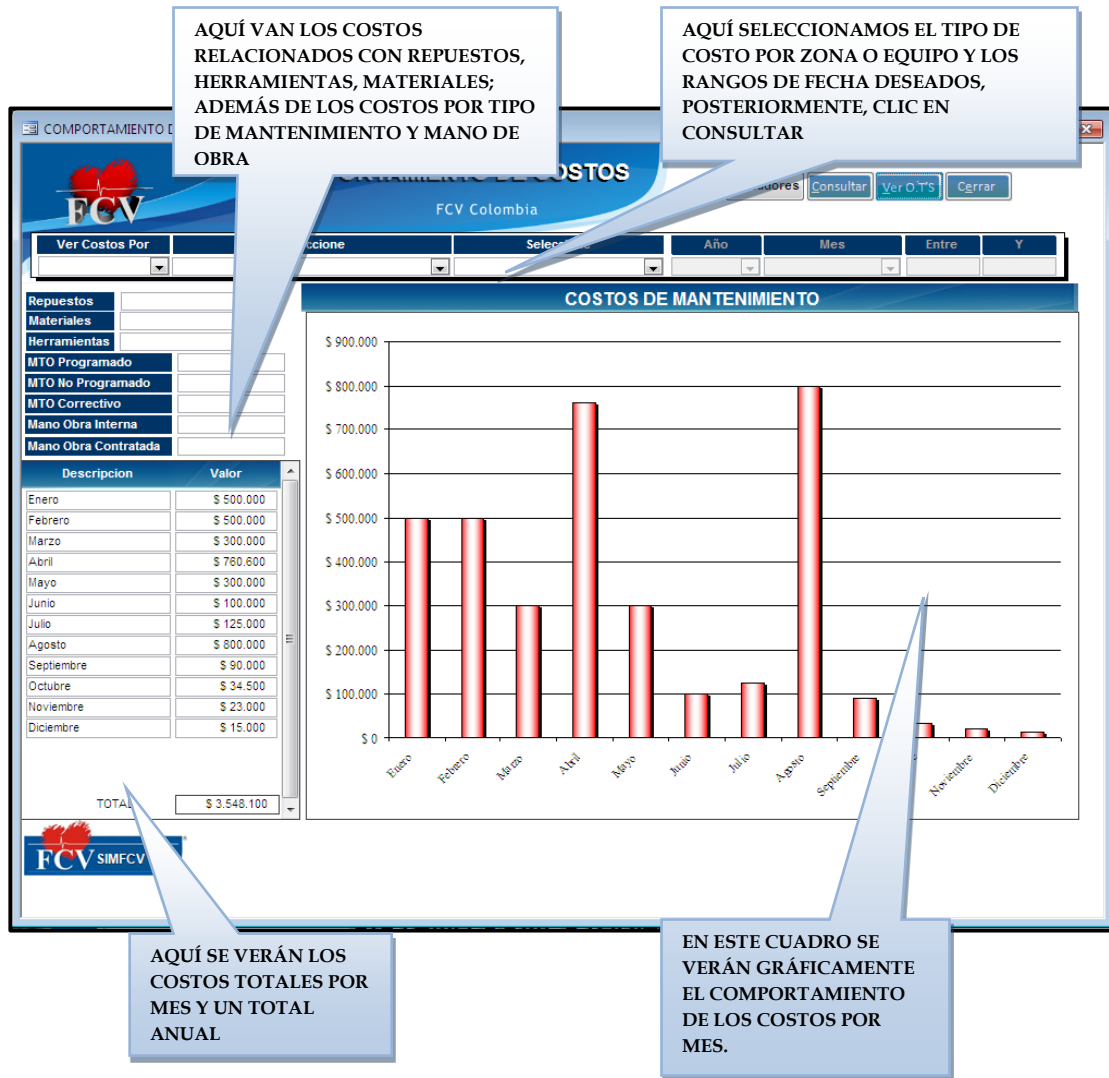 AQUÍ VAN LOS COSTOS
RELACIONADOS CON REPUESTOS,
HERRAMIENTAS, MATERIALES;
ADEMÁS DE LOS COSTOS POR TIPO
DE MANTENIMIENTO Y MANO DE
OBRA
AQUÍ SELECCIONAMOS EL TIPO DE
COSTO POR ZONA O EQUIPO Y LOS
RANGOS DE FECHA DESEADOS,
POSTERIORMENTE, CLIC EN
CONSULTAR
COMPORTAMIENTO
DE COSTOS
FCV
FCV Colombia
Consultar Ver O.T'S Cerrar
Ver Costos Por Año Mes Entre Y
Repuestos
Materiales
Herramientas
MTO Programado
MTO No Programado
MTO Correctivo
Mano Obra Interna
Mano Obra Contratada
Descripcion Valor
Enero $ 500.000
Febrero $ 500.000
Marzo $ 300.000
Abril $ 760.600
Mayo $ 300.000
Junio $ 100.000
Julio $ 125.000
Agosto $ 800.000
Septiembre $ 90.000
Octubre $ 34.500
Noviembre $ 23.000
Diciembre $ 15.000
$ 3.548.100
COSTOS DE MANTENIMIENTO
$ 900.000
$ 800.000
$ 700.000
$ 600.000
$ 500.000
$ 400.000
$ 300.000
$ 200.000
$ 100.000
$ 0
Enero Febrero Marzo Abril Mayo Junio Julio Agosto Septiembre Noviembre Diciembre
FCV SIMFCV
AQUÍ SE VERÁN LOS
COSTOS TOTALES POR
MES Y UN TOTAL
ANUAL
EN ESTE CUADRO SE
VERÁN GRÁFICAMENTE
EL COMPORTAMIENTO
DE LOS COSTOS POR
MES.